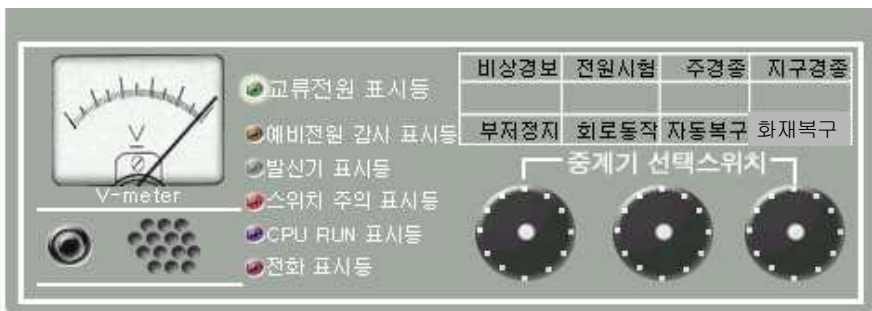 V
V-meter
교류전원 표시등
예비전원 감시 표시등
발신기 표시등
스위치 주의 표시등
CPU RUN 표시등
전화 표시등
비상경보 전원시험 주경종 지구경종
부저정지 회로동작 자동복구 화재복구
중계기 선택스위치